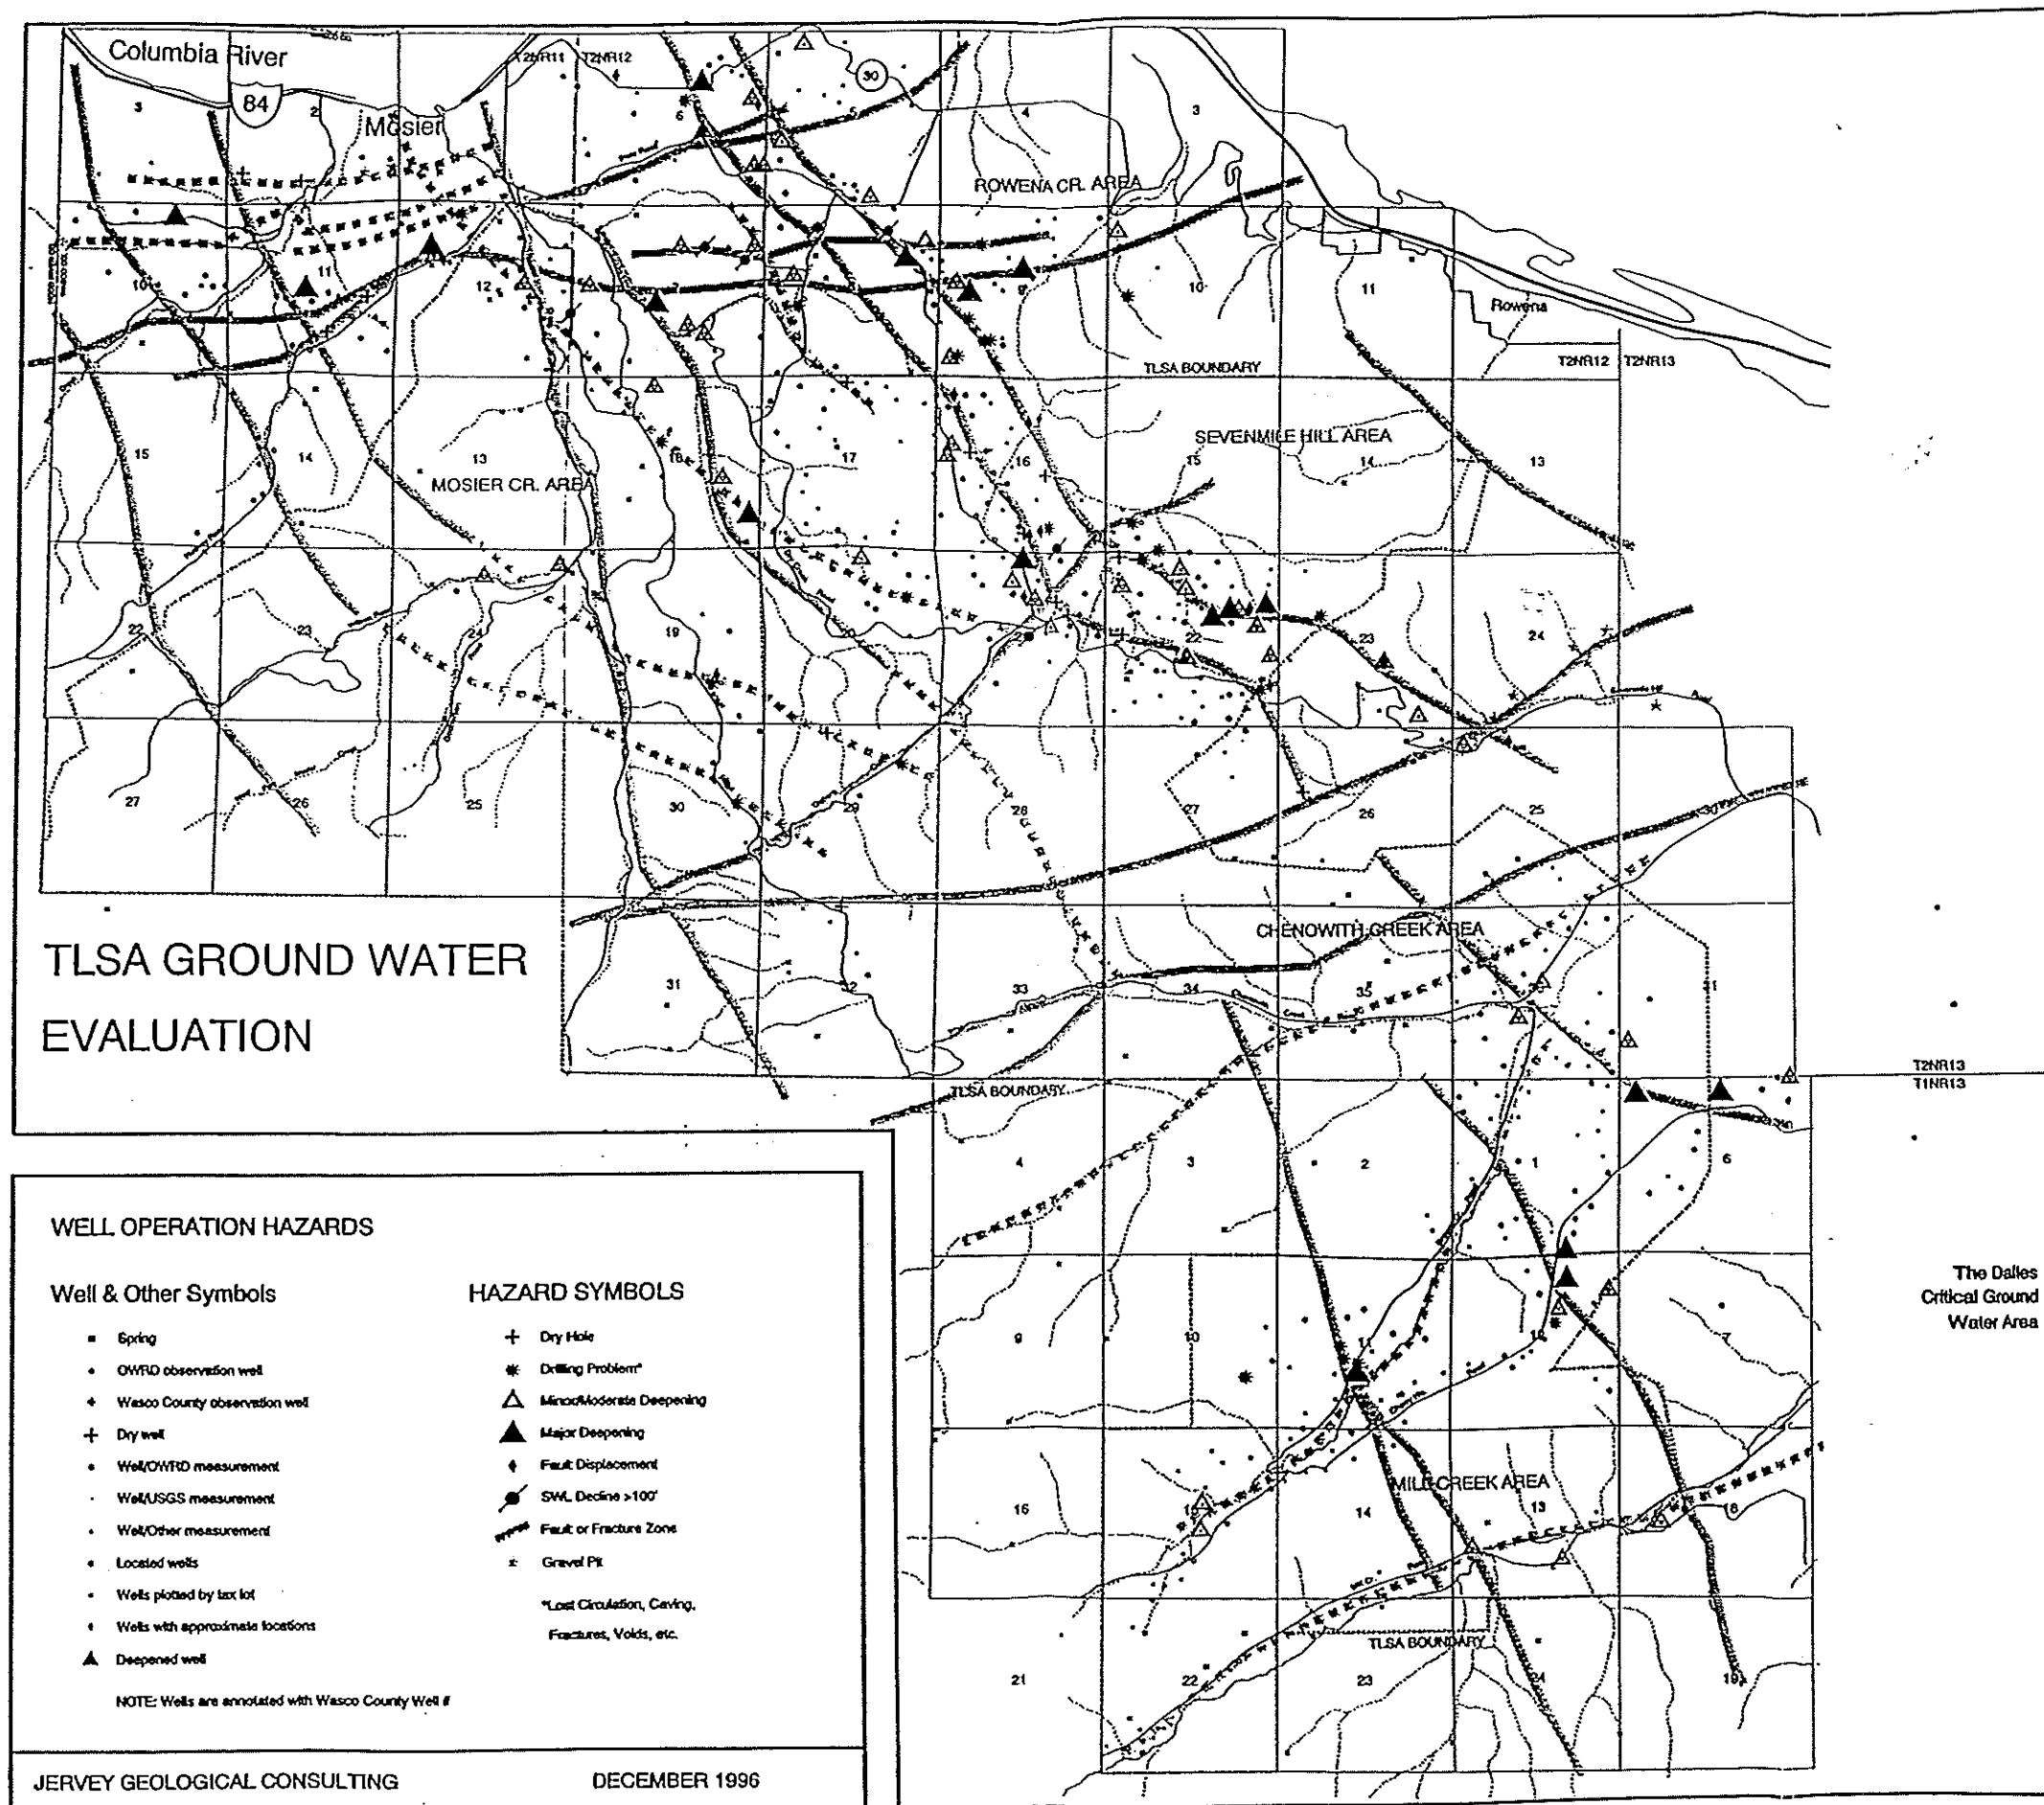 Columbia River
84
Mosier
T2NR11 T2NR12
30
3
2
6
5
4
3
ROWENA CR. AREA
10
11
12
7
9
10
11
Rowena
TLSA BOUNDARY
T2NR12 T2NR13
15
14
13
MOSIER CR. AREA
18
17
16
15
SEVENMILE HILL AREA
14
13
22
23
24
19
20
21
22
23
24
27
26
25
30
29
28
27
26
25
30
TLSA GROUND WATER
EVALUATION
31
32
33
34
35
31
CHENOWITH CREEK AREA
TLSA BOUNDARY
T2NR13
T1NR13
4
3
2
1
6
9
10
11
12
7
The Dalles
Critical Ground
Water Area
16
15
14
13
18
MILL CREEK AREA
TLSA BOUNDARY
21
22
23
19
WELL OPERATION HAZARDS
Well & Other Symbols
Spring
OWRD observation well
Wasco County observation well
Dry well
Well/OWRD measurement
Well/USGS measurement
Well/Other measurement
Located wells
Wells plotted by tax lot
Wells with approximate locations
Deepened well
NOTE: Wells are annotated with Wasco County Well #
HAZARD SYMBOLS
Dry Hole
Drilling Problem*
Minor/Moderate Deepening
Major Deepening
Fault Displacement
SWL Decline >100'
Fault or Fracture Zone
Gravel Pit
*Lost Circulation, Caving,
Fractures, Voids, etc.
JERVEY GEOLOGICAL CONSULTING
DECEMBER 1996